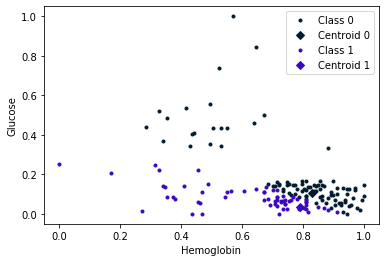 1.0
0.8
0.6
0.4
0.2
0.0
Glucose
0.0 0.2 0.4 0.6 0.8 1.0
Hemoglobin
Class 0
Centroid 0
Class 1
Centroid 1